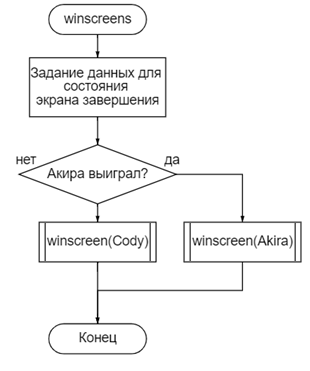 winscreens
Задание данных для
состояния
экрана завершения
нет
да
Акира выиграл?
winscreen(Cody)
winscreen(Akira)
Конец